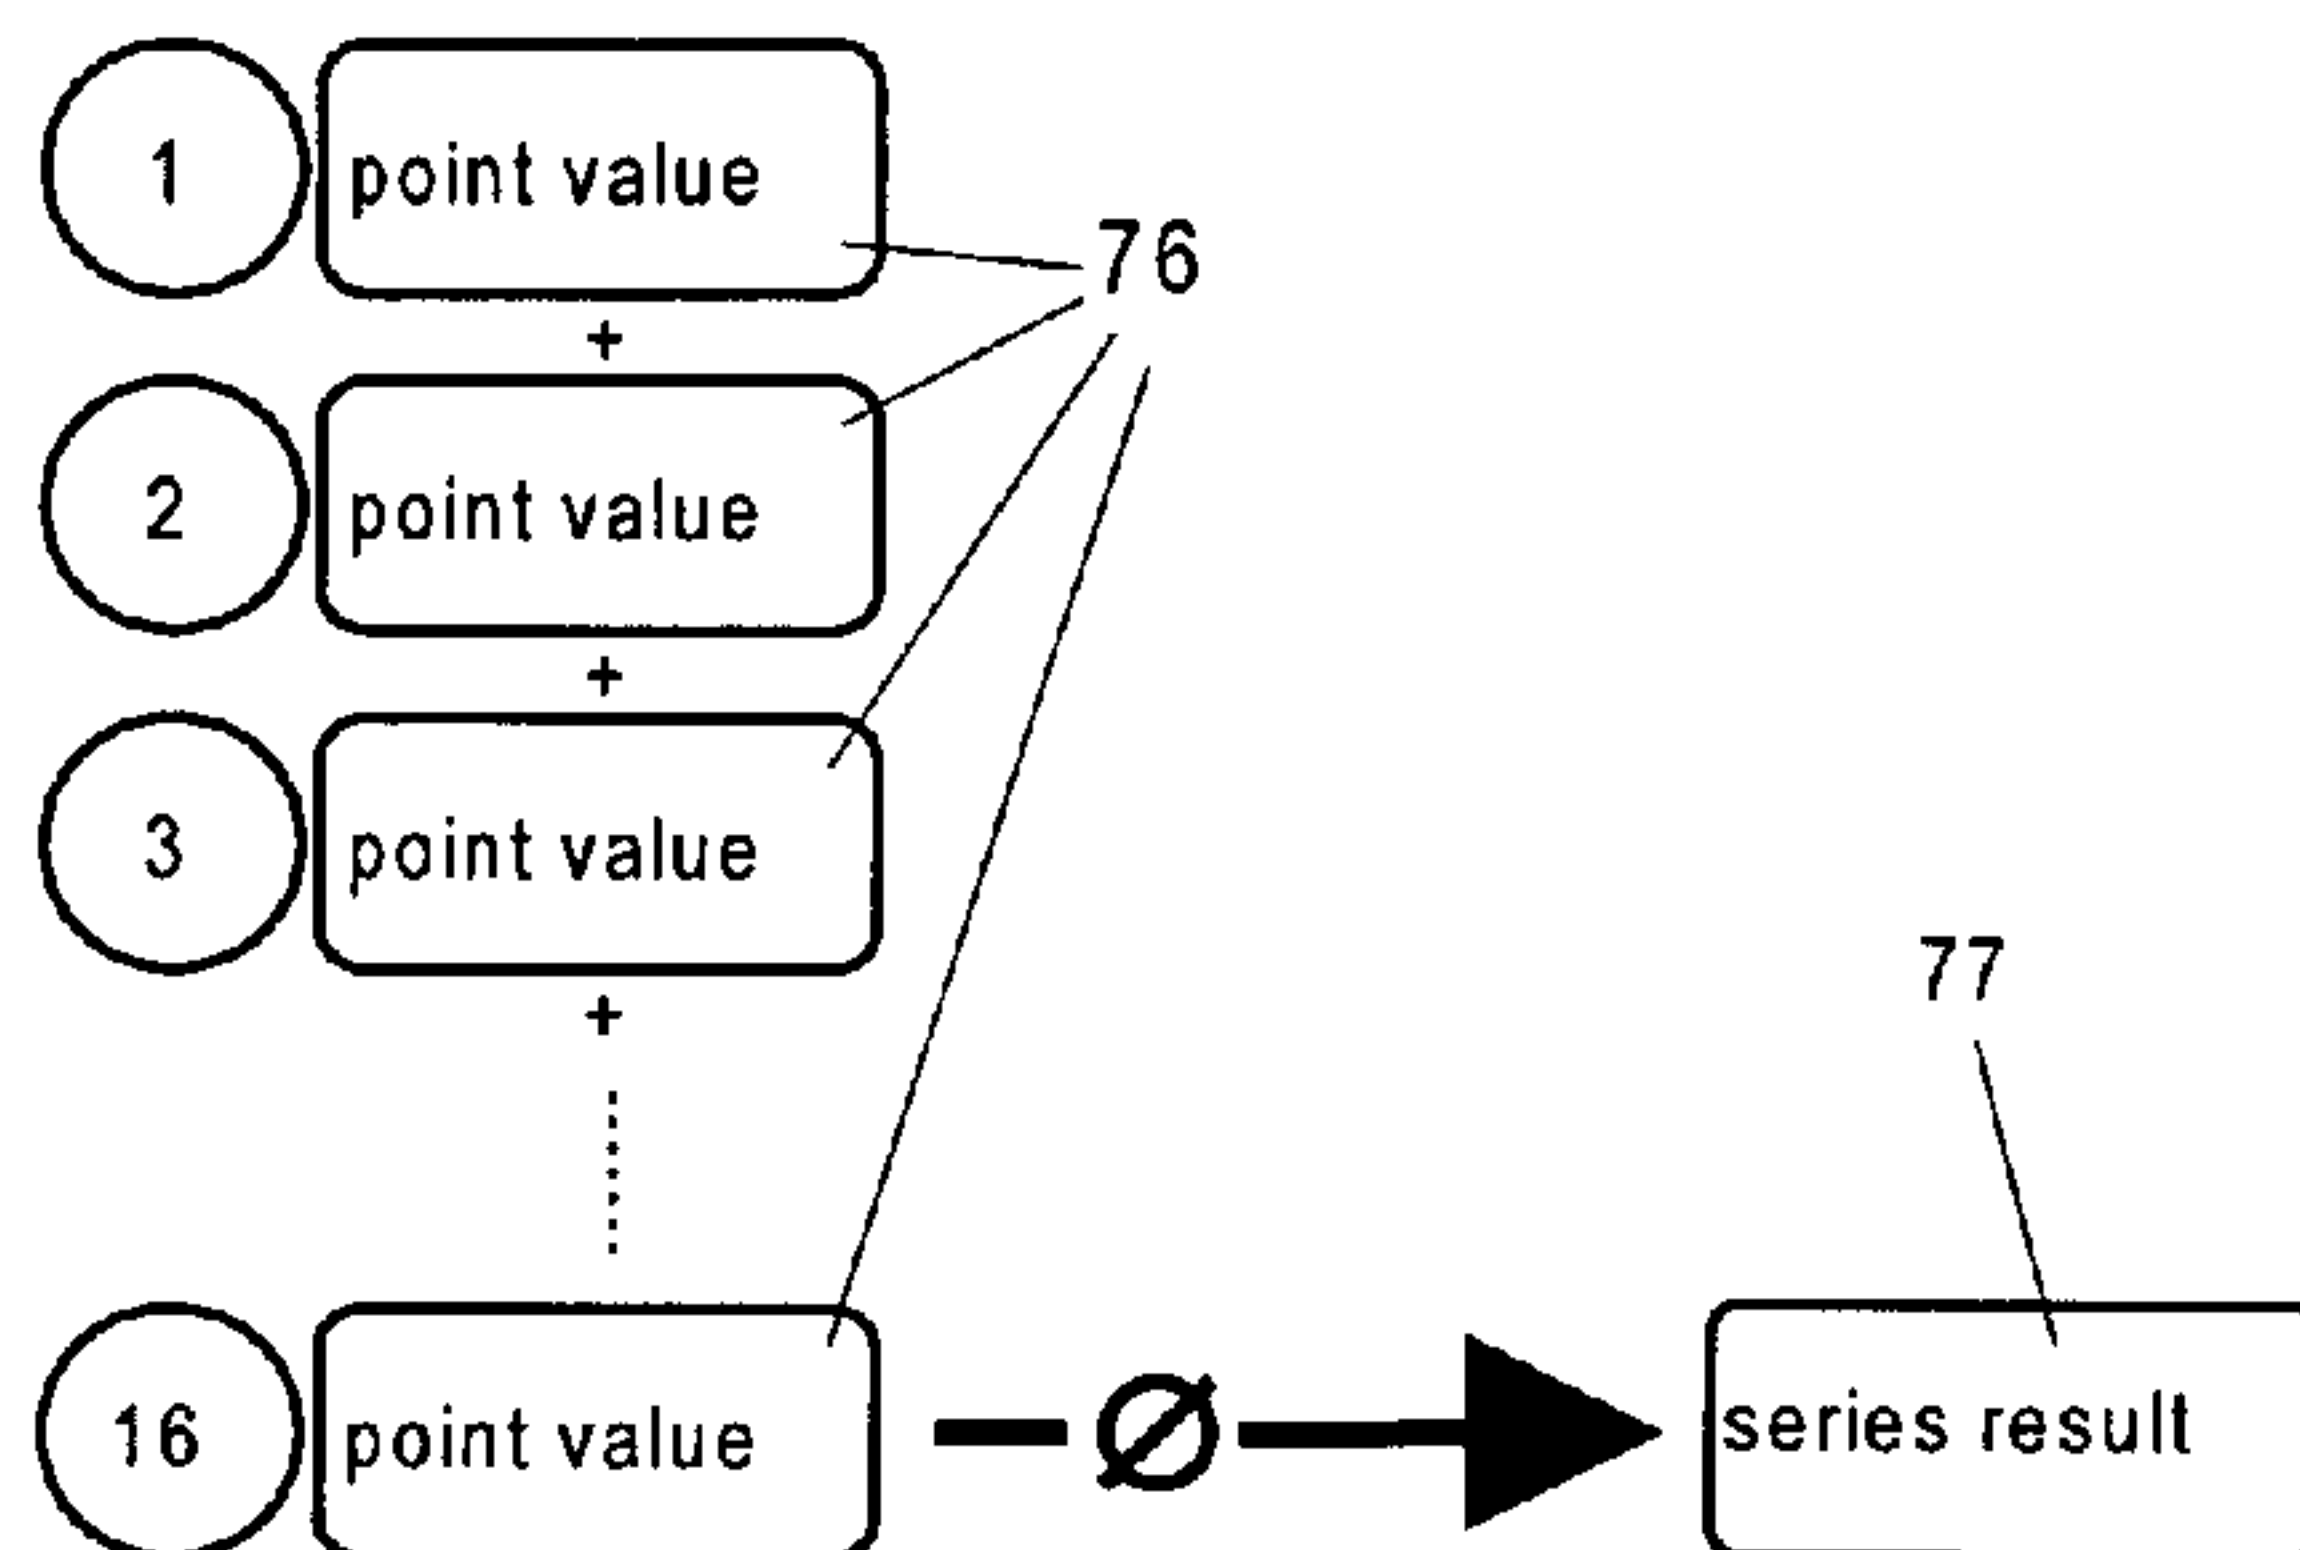 1 point value
76
+
2 point value
+
3 point value
+
77
16 point value Ø series result